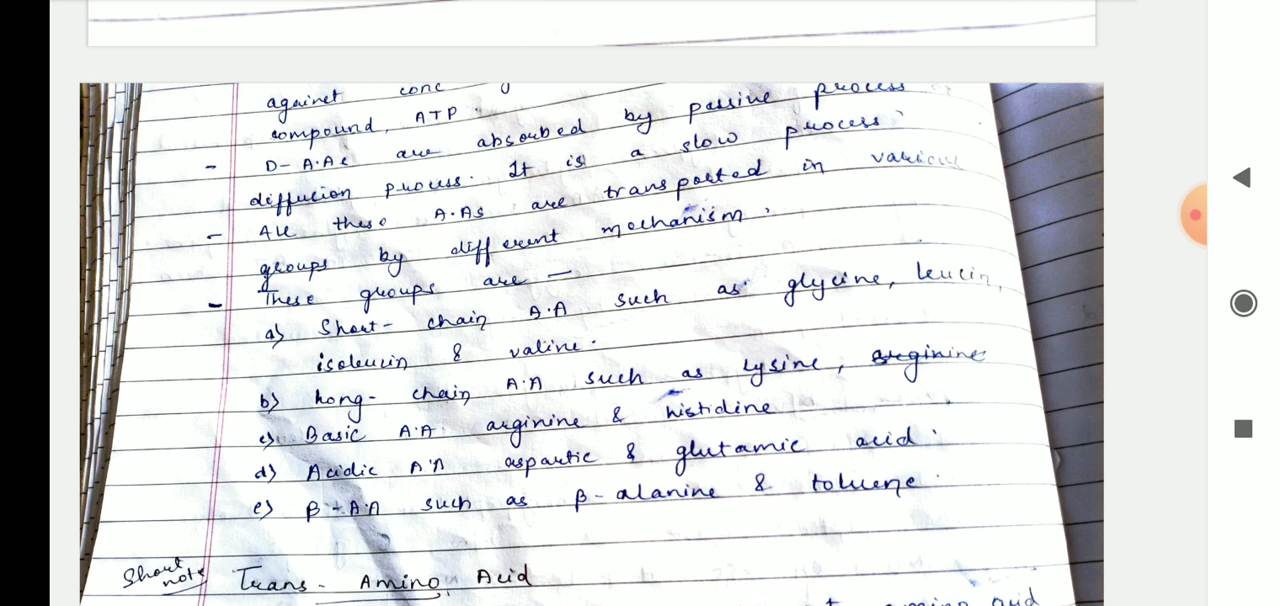 against conc
compound, ATP.
- D-A.As are absorbed by passive process
diffusion process. It is a slow process.
- All these A.As are transported in various
groups by different mechanism.
- These groups are —
a) Short-chain A.A such as glycine, leucin,
isoleucin & valine.
b) Long-chain A.A such as lysine, arginine
c) Basic A.A arginine & histidine
d) Acidic A.A aspartic & glutamic acid.
e) β-A.A such as β-alanine & toluene.
Short note Trans-Amino Acid
amino acid